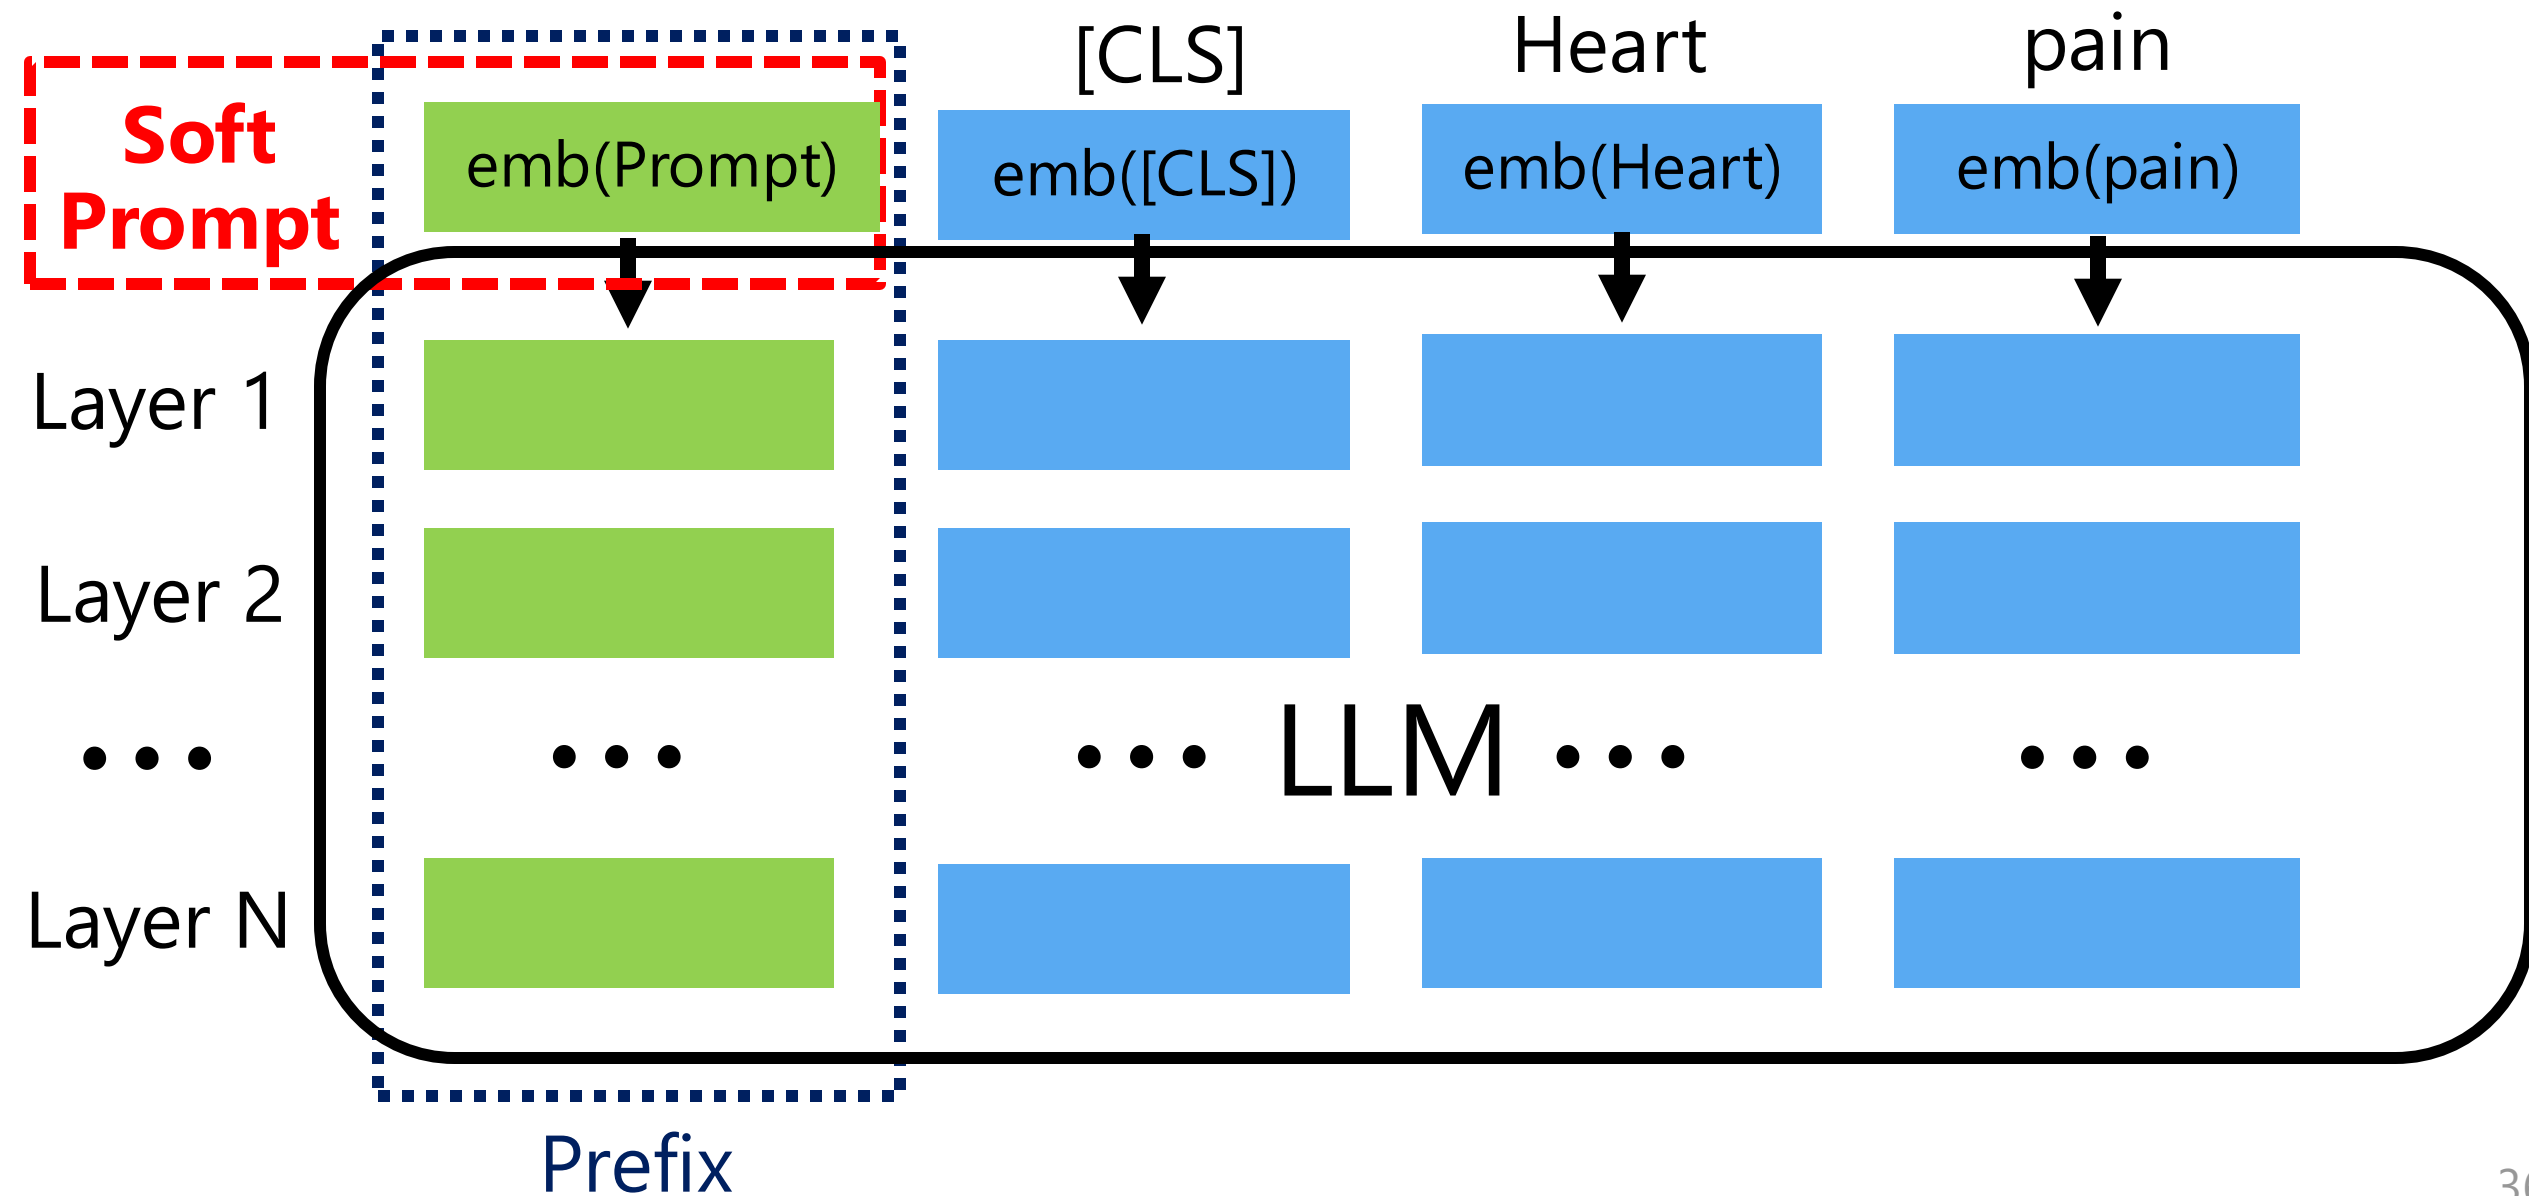 [CLS] Heart pain
Soft
Prompt
emb(Prompt) emb([CLS]) emb(Heart) emb(pain)
Layer 1
Layer 2
••• ••• ••• LLM ••• •••
Layer N
Prefix